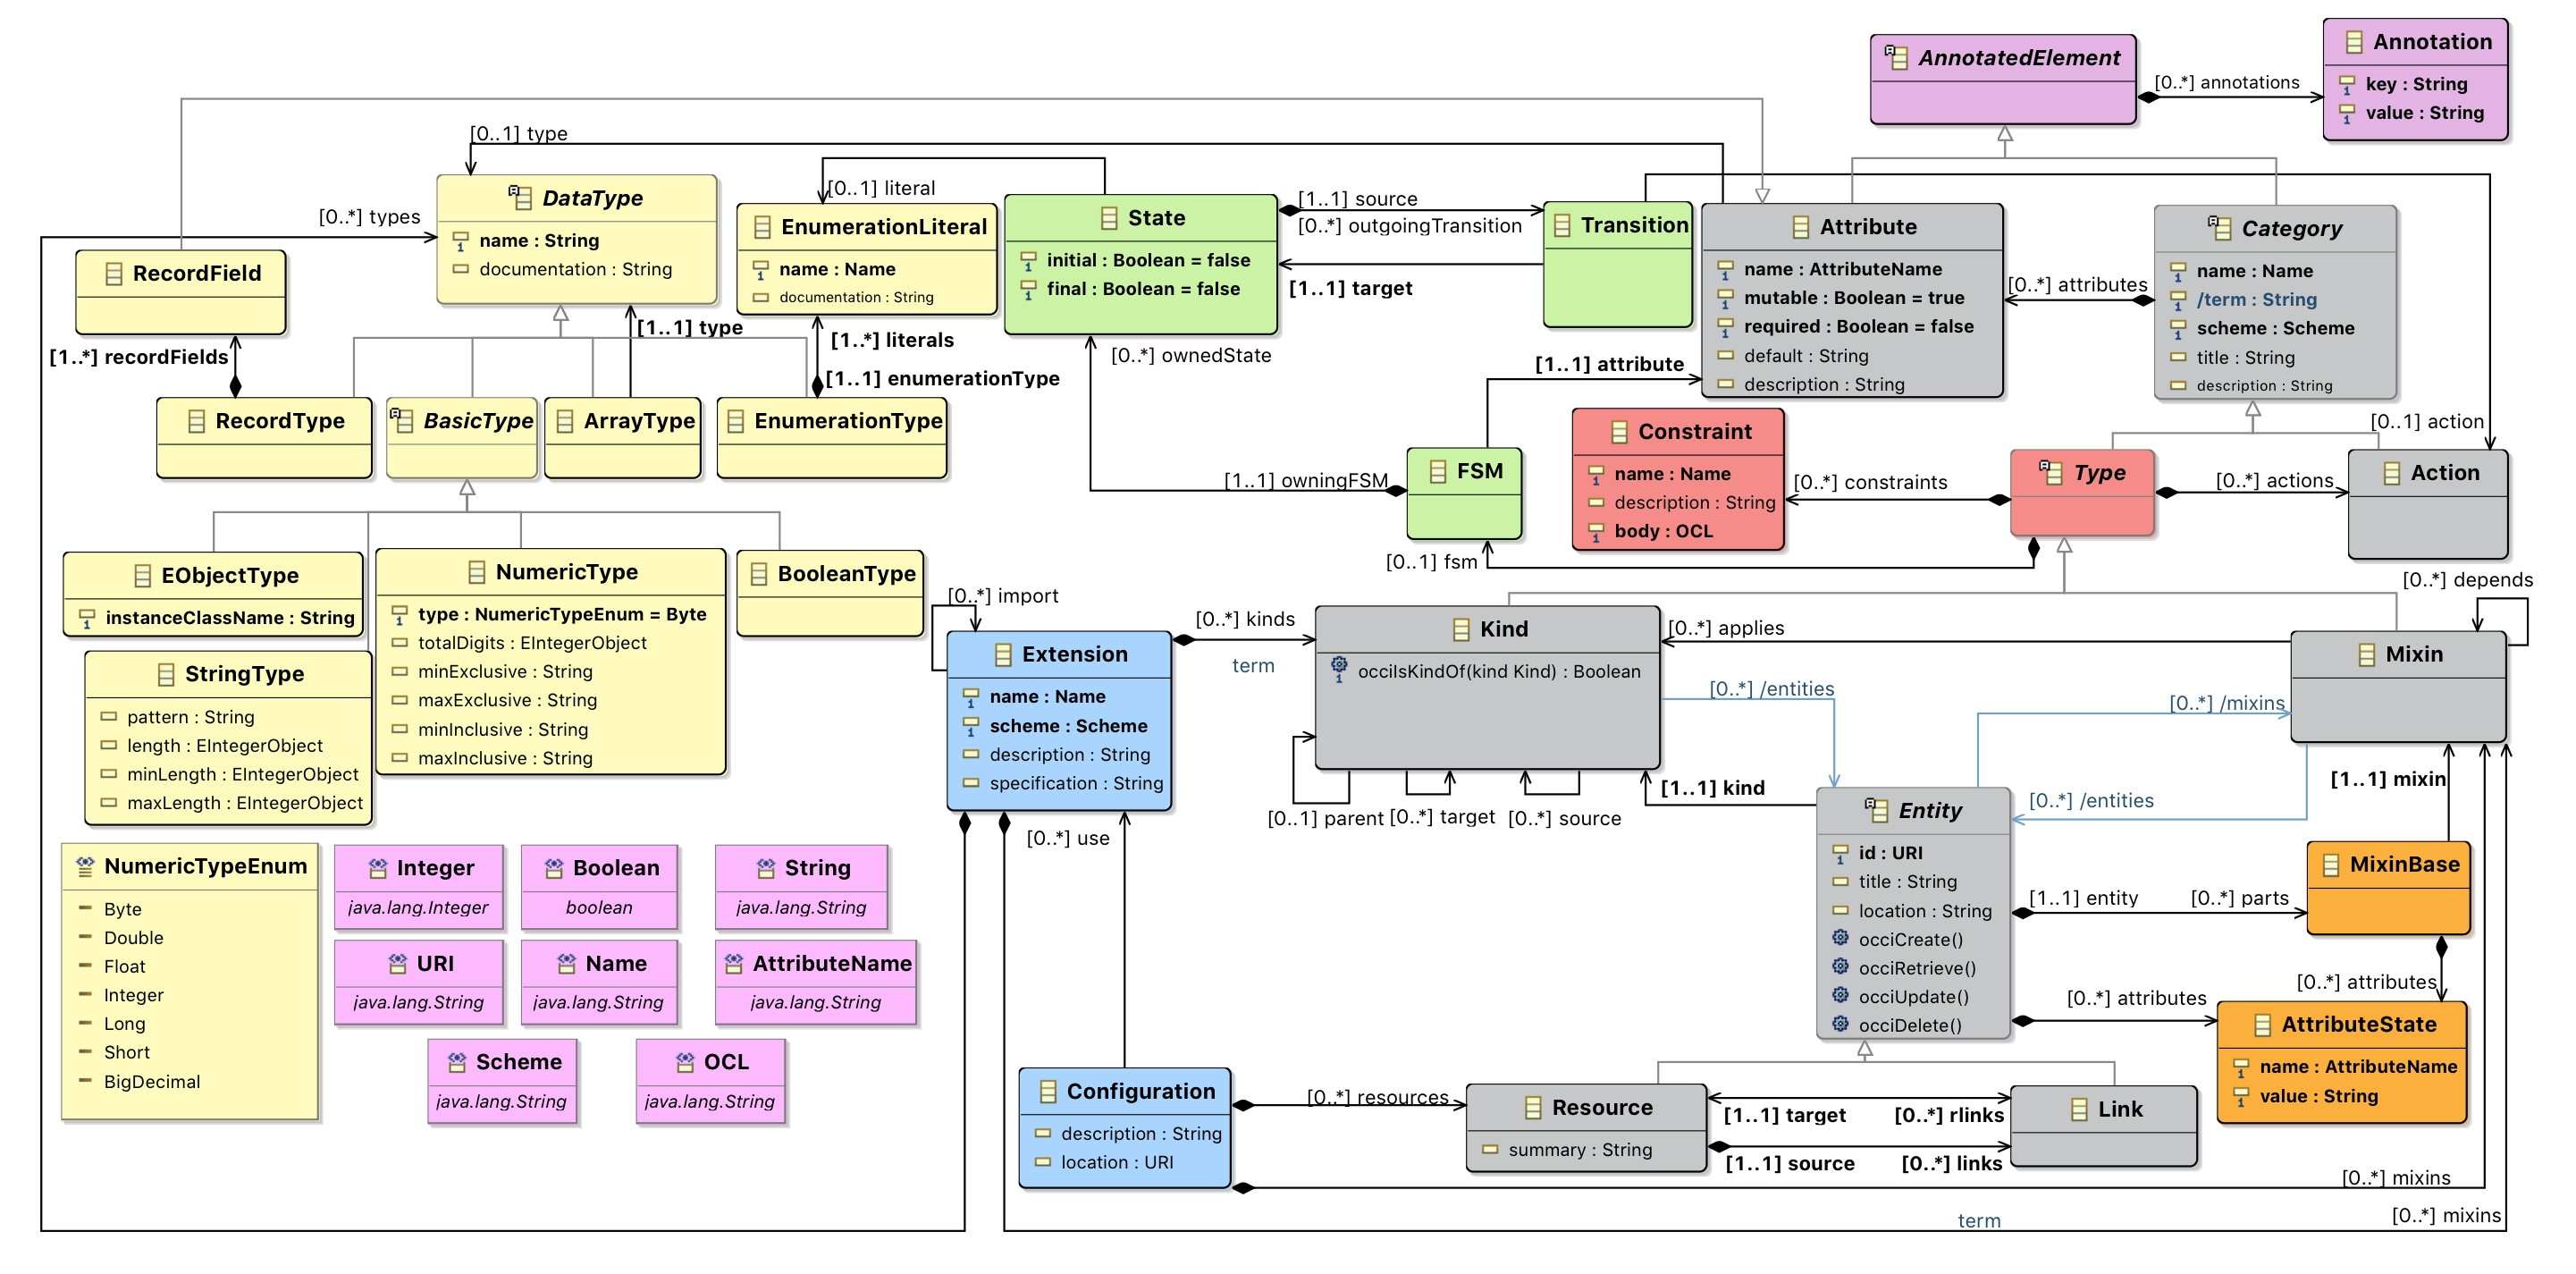 AnnotatedElement
[0..*] annotations
Annotation
key : String
value : String
[0..1] type
[0..*] types
DataType
name : String
documentation : String
[0..1] literal
EnumerationLiteral
name : Name
documentation : String
State
initial : Boolean = false
final : Boolean = false
[1..1] source
[0..*] outgoingTransition
[1..1] target
Transition
Attribute
name : AttributeName
mutable : Boolean = true
required : Boolean = false
default : String
description : String
[0..*] attributes
Category
name : Name
/term : String
scheme : Scheme
title : String
description : String
RecordField
[1..*] recordFields
[1..1] type
[1..*] literals
[1..1] enumerationType
[0..*] ownedState
[1..1] attribute
[0..1] action
RecordType
BasicType
ArrayType
EnumerationType
[1..1] owningFSM
FSM
[0..1] fsm
Constraint
name : Name
description : String
body : OCL
[0..*] constraints
Type
[0..*] actions
Action
EObjectType
instanceClassName : String
NumericType
type : NumericTypeEnum = Byte
totalDigits : EIntegerObject
minExclusive : String
maxExclusive : String
minInclusive : String
maxInclusive : String
BooleanType
StringType
pattern : String
length : EIntegerObject
minLength : EIntegerObject
maxLength : EIntegerObject
[0..*] import
Extension
name : Name
scheme : Scheme
description : String
specification : String
[0..*] kinds
term
Kind
occiIsKindOf(kind Kind) : Boolean
[0..*] applies
[0..*] depends
Mixin
[0..*] /entities
[0..*] /mixins
[0..1] parent
[0..*] target
[0..*] source
[1..1] kind
[0..*] /entities
[1..1] mixin
Entity
id : URI
title : String
location : String
occiCreate()
occiRetrieve()
occiUpdate()
occiDelete()
[1..1] entity
[0..*] parts
MixinBase
[0..*] attributes
[0..*] attributes
AttributeState
name : AttributeName
value : String
[0..*] use
NumericTypeEnum
Byte
Double
Float
Integer
Long
Short
BigDecimal
Integer
java.lang.Integer
Boolean
boolean
String
java.lang.String
URI
java.lang.String
Name
java.lang.String
AttributeName
java.lang.String
Scheme
java.lang.String
OCL
java.lang.String
Configuration
description : String
location : URI
[0..*] resources
Resource
summary : String
[1..1] target
[0..*] rlinks
[1..1] source
[0..*] links
Link
[0..*] mixins
term
[0..*] mixins